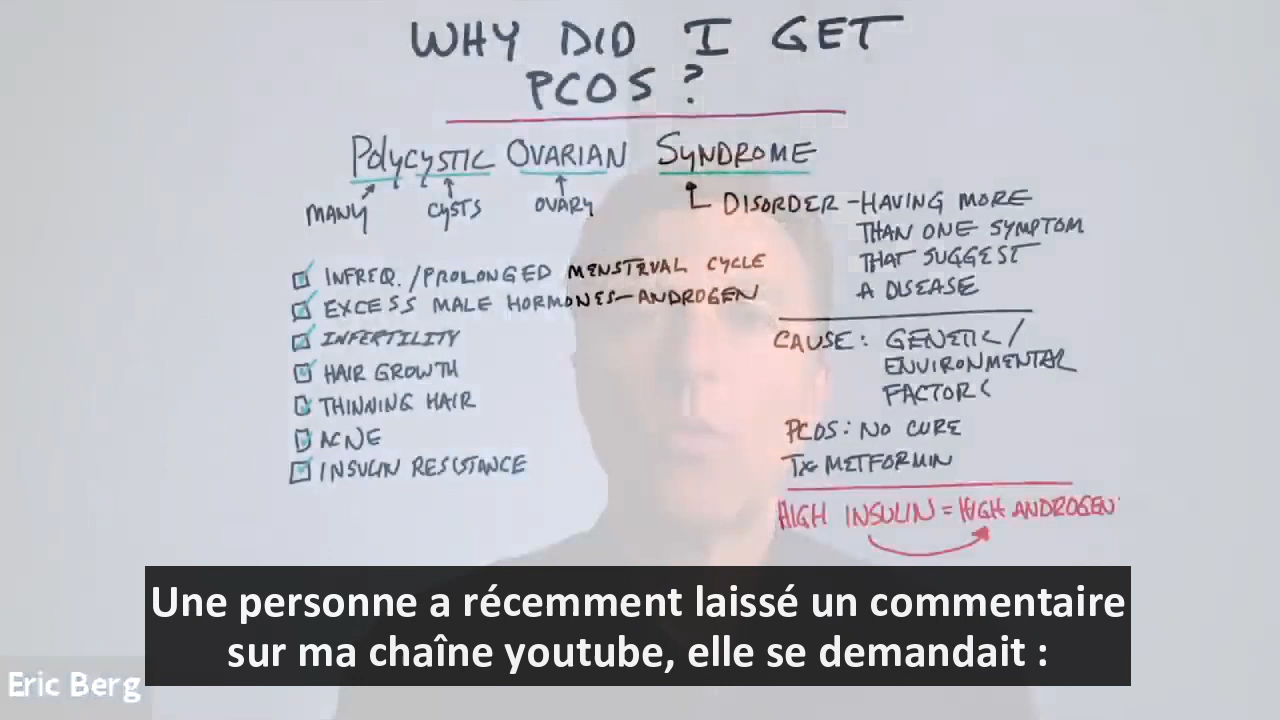 WHY DID I GET
PCOS?
POLYCYSTIC OVARIAN SYNDROME
MANY CYSTS OVARY
DISORDER - HAVING MORE
THAN ONE SYMPTOM
THAT SUGGEST
A DISEASE
INFREQ./PROLONGED MENSTRUAL CYCLE
EXCESS MALE HORMONES - ANDROGEN
INFERTILITY
HAIR GROWTH
THINNING HAIR
ACNE
INSULIN RESISTANCE
CAUSE: GENETIC/
ENVIRONMENTAL
FACTORS
PCOS: NO CURE
TX- METFORMIN
HIGH INSULIN = HIGH ANDROGEN
Une personne a récemment laissé un commentaire
sur ma chaîne youtube, elle se demandait :
Eric Berg